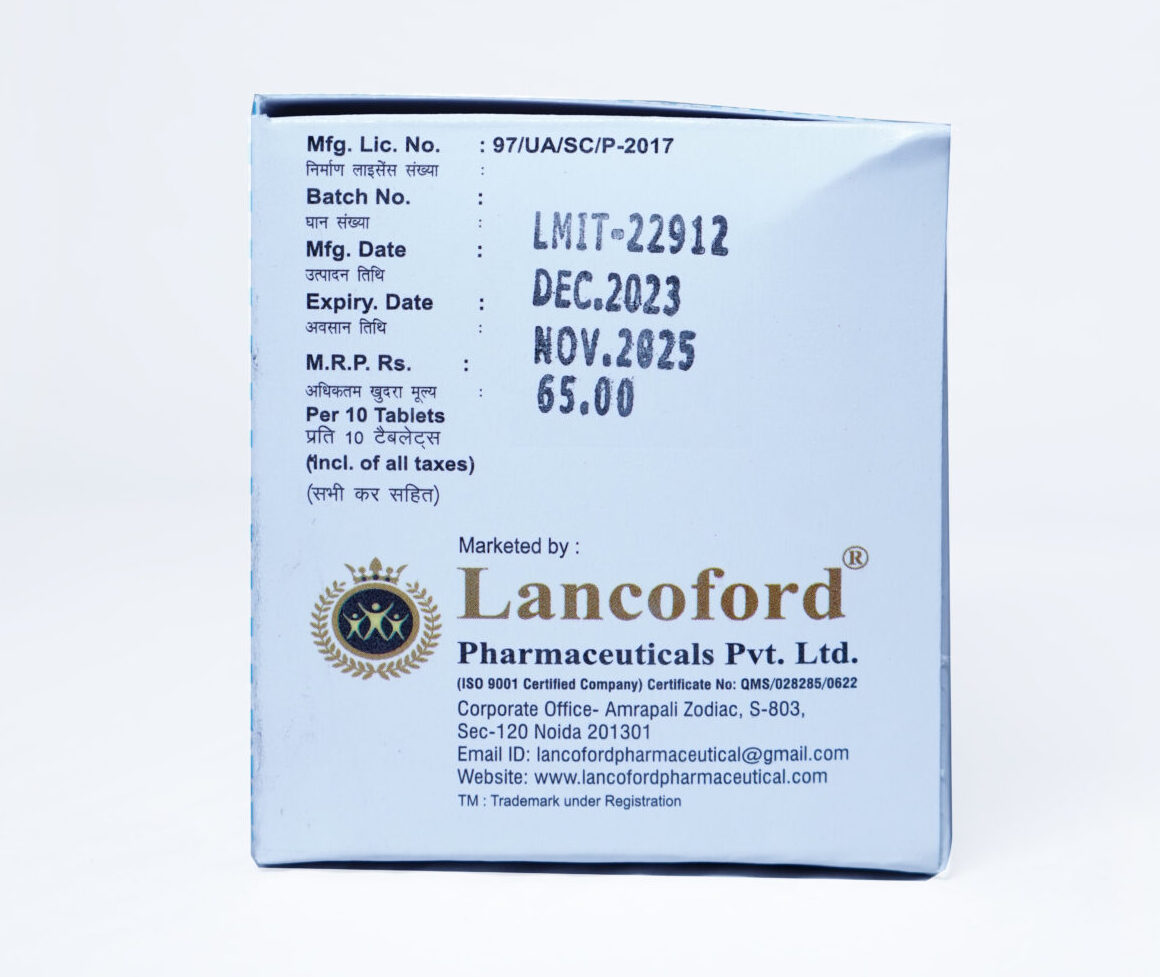 Mfg. Lic. No. : 97/UA/SC/P-2017
निर्माण लाइसेंस संख्या :
Batch No. :
घान संख्या : LMIT-22912
Mfg. Date :
उत्पादन तिथि DEC.2023
Expiry. Date :
अवसान तिथि : NOV.2025
M.R.P. Rs. :
अधिकतम खुदरा मूल्य : 65.00
Per 10 Tablets
प्रति 10 टैबलेट्स
(Incl. of all taxes)
(सभी कर सहित)
Marketed by :
Lancoford®
Pharmaceuticals Pvt. Ltd.
(ISO 9001 Certified Company) Certificate No: QMS/028285/0622
Corporate Office- Amrapali Zodiac, S-803,
Sec-120 Noida 201301
Email ID: lancofordpharmaceutical@gmail.com
Website: www.lancofordpharmaceutical.com
TM : Trademark under Registration